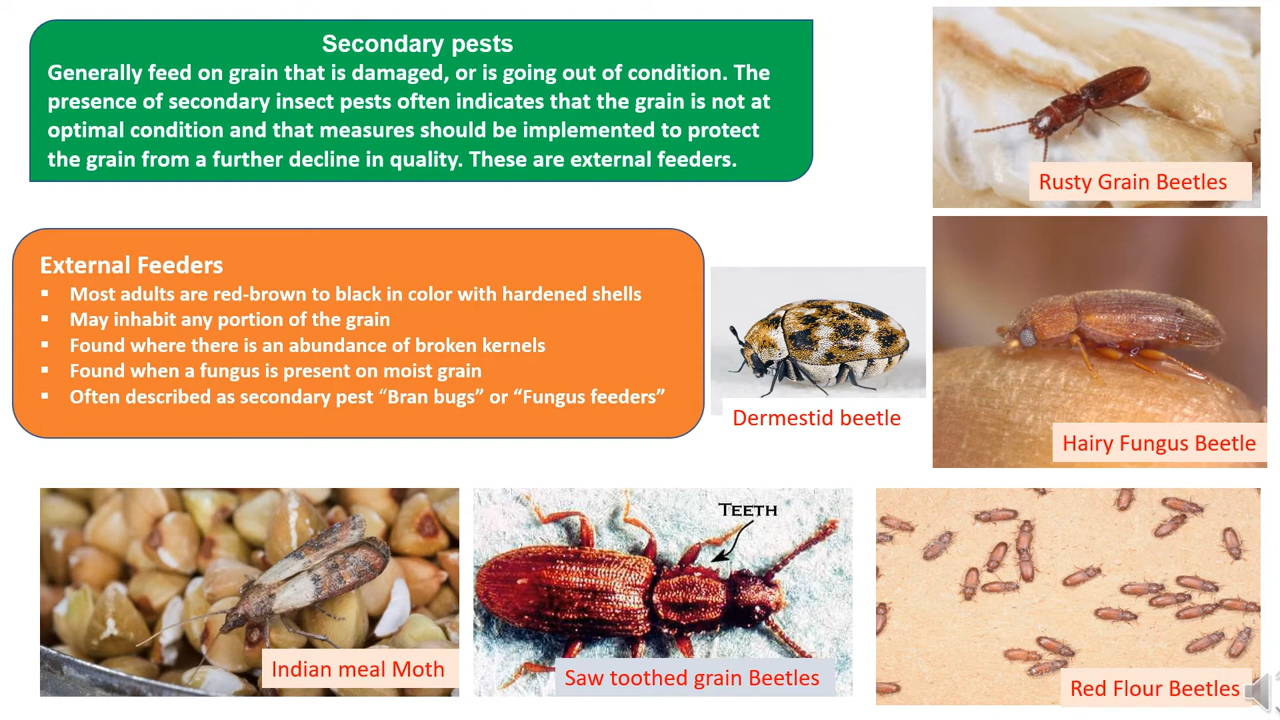 Secondary pests
Generally feed on grain that is damaged, or is going out of condition. The
presence of secondary insect pests often indicates that the grain is not at
optimal condition and that measures should be implemented to protect
the grain from a further decline in quality. These are external feeders.
Rusty Grain Beetles
External Feeders
▪ Most adults are red-brown to black in color with hardened shells
▪ May inhabit any portion of the grain
▪ Found where there is an abundance of broken kernels
▪ Found when a fungus is present on moist grain
▪ Often described as secondary pest “Bran bugs” or “Fungus feeders”
Dermestid beetle
Hairy Fungus Beetle
Indian meal Moth
TEETH
Saw toothed grain Beetles
Red Flour Beetles